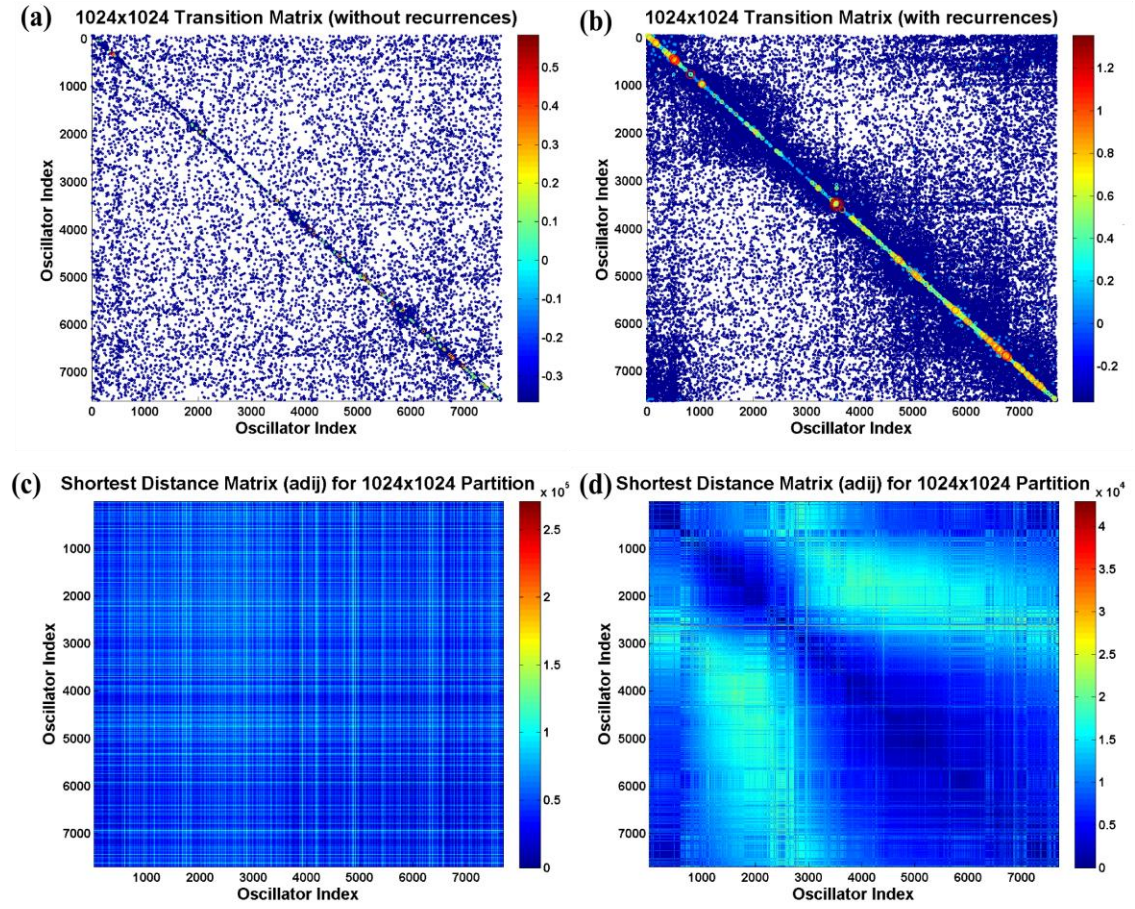 (a)
1024x1024 Transition Matrix (without recurrences)
0
1000
2000
3000
4000
5000
6000
7000
Oscillator Index
0 1000 2000 3000 4000 5000 6000 7000
Oscillator Index
0.5
0.4
0.3
0.2
0.1
0
-0.1
-0.2
-0.3
(b)
1024x1024 Transition Matrix (with recurrences)
0
1000
2000
3000
4000
5000
6000
7000
Oscillator Index
0 1000 2000 3000 4000 5000 6000 7000
Oscillator Index
1.2
1
0.8
0.6
0.4
0.2
0
-0.2
-0.4
(c)
Shortest Distance Matrix (adij) for 1024x1024 Partition
x 10⁵
1000
2000
3000
4000
5000
6000
7000
Oscillator Index
1000 2000 3000 4000 5000 6000 7000
Oscillator Index
2.5
2
1.5
1
0.5
0
(d)
Shortest Distance Matrix (adij) for 1024x1024 Partition
x 10⁴
1000
2000
3000
4000
5000
6000
7000
Oscillator Index
1000 2000 3000 4000 5000 6000 7000
Oscillator Index
4
3.5
3
2.5
2
1.5
1
0.5
0